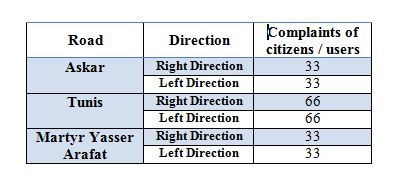 Road Direction Complaints of
citizens / users
Askar Right Direction 33
Left Direction 33
Tunis Right Direction 66
Left Direction 66
Martyr Yasser Right Direction 33
Arafat Left Direction 33